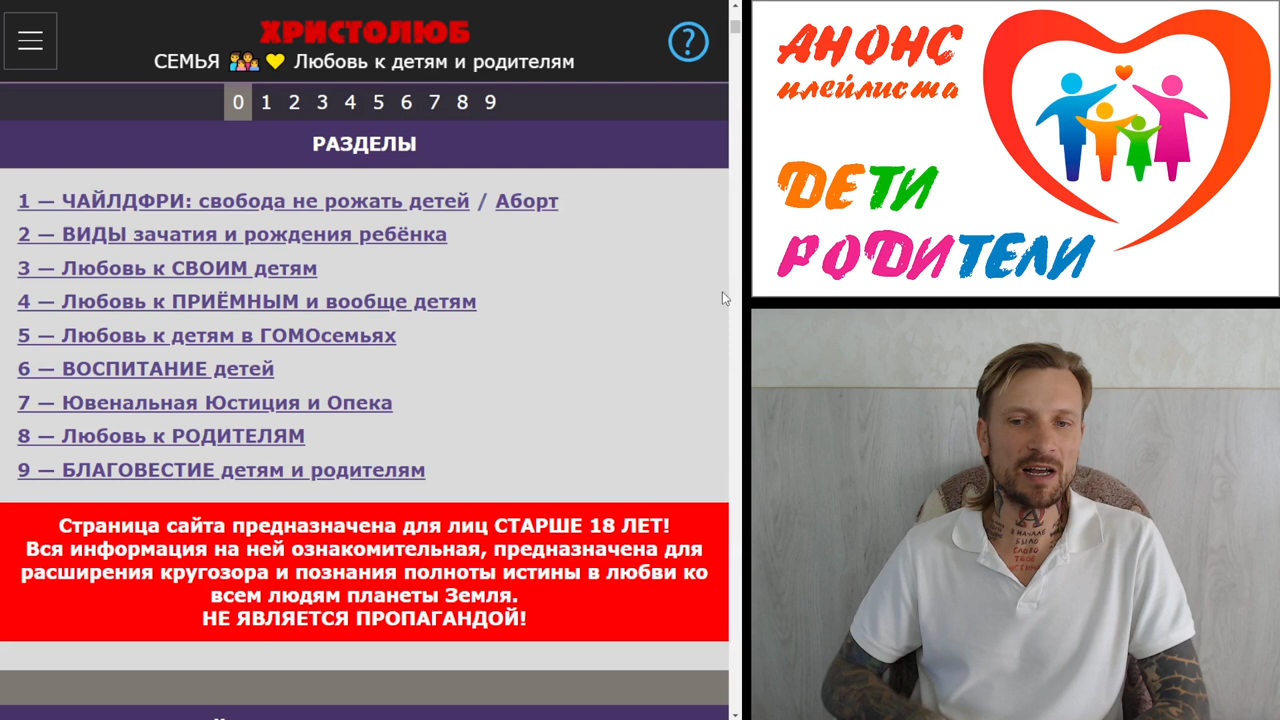 ХРИСТОЛЮБ
СЕМЬЯ 👨‍👩‍👧‍👦 💛 Любовь к детям и родителям
0 1 2 3 4 5 6 7 8 9
РАЗДЕЛЫ
1 — ЧАЙЛДФРИ: свобода не рожать детей / Аборт
2 — ВИДЫ зачатия и рождения ребёнка
3 — Любовь к СВОИМ детям
4 — Любовь к ПРИЁМНЫМ и вообще детям
5 — Любовь к детям в ГОМОсемьях
6 — ВОСПИТАНИЕ детей
7 — Ювенальная Юстиция и Опека
8 — Любовь к РОДИТЕЛЯМ
9 — БЛАГОВЕСТИЕ детям и родителям
Страница сайта предназначена для лиц СТАРШЕ 18 ЛЕТ!
Вся информация на ней ознакомительная, предназначена для
расширения кругозора и познания полноты истины в любви ко
всем людям планеты Земля.
НЕ ЯВЛЯЕТСЯ ПРОПАГАНДОЙ!
АНОНС
плейлиста
ДЕТИ
РОДИТЕЛИ
В НАЧАЛЕ
БЫЛО
СЛОВО
ТВОЕ